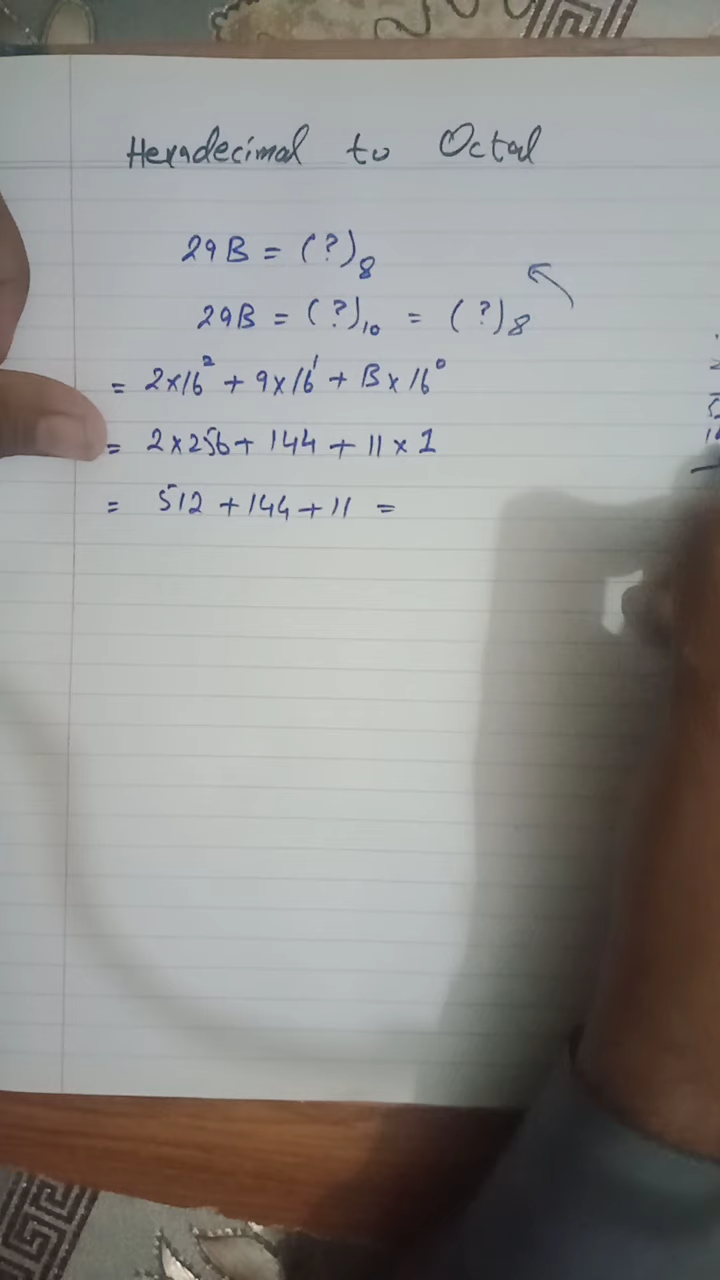 Hexadecimal to Octal
29B = (?)₈
29B = (?)₁₀ = (?)₈
= 2×16² + 9×16¹ + B×16⁰
= 2×256 + 144 + 11×1
= 512 + 144 + 11 =